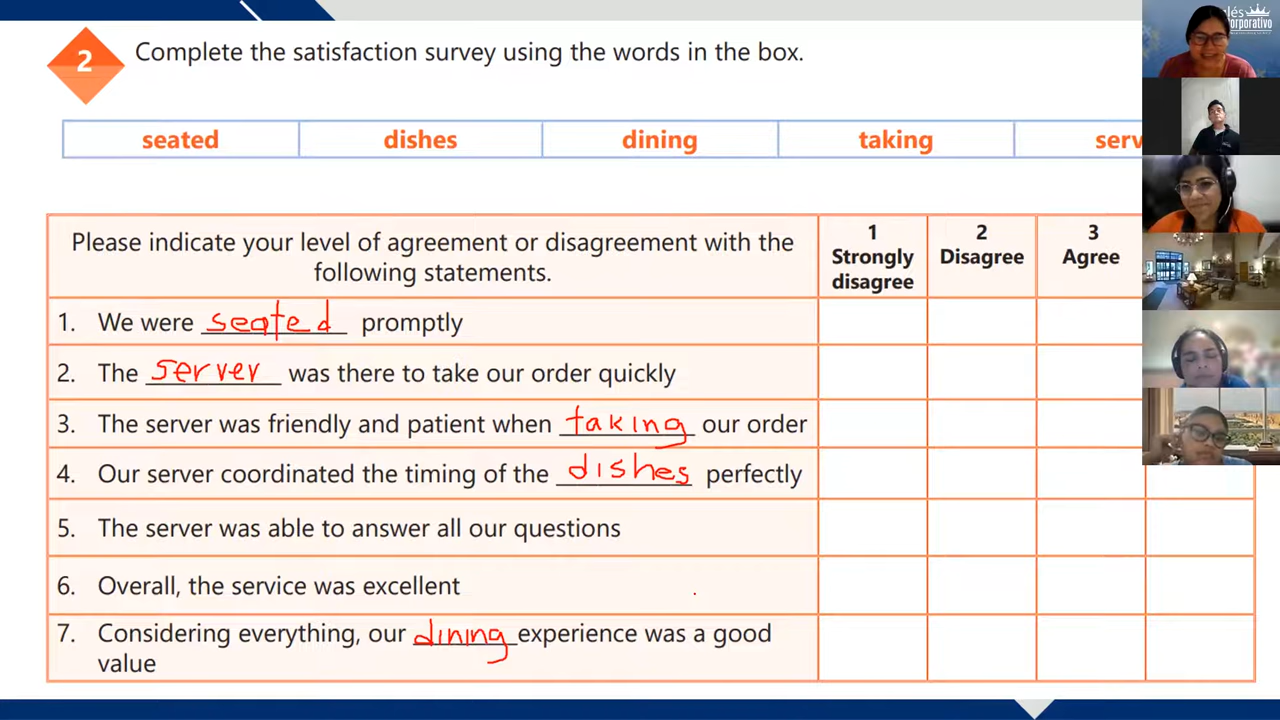 2
Complete the satisfaction survey using the words in the box.
seated dishes dining taking
Please indicate your level of agreement or disagreement with the
following statements.
1
Strongly
disagree
2
Disagree
3
Agree
1. We were seated promptly
2. The server was there to take our order quickly
3. The server was friendly and patient when taking our order
4. Our server coordinated the timing of the dishes perfectly
5. The server was able to answer all our questions
6. Overall, the service was excellent
7. Considering everything, our dining experience was a good
value